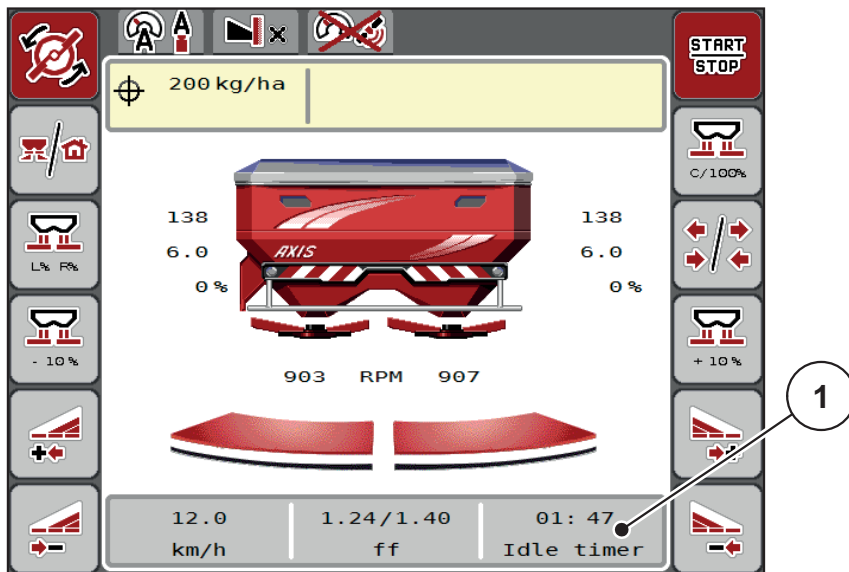 A A
START
STOP
200 kg/ha
C/100%
138 138
AXIS
6.0 6.0
L% R%
0 % 0 %
- 10 %
+ 10 %
903 RPM 907
1
12.0 1.24/1.40 01: 47
km/h ff Idle timer